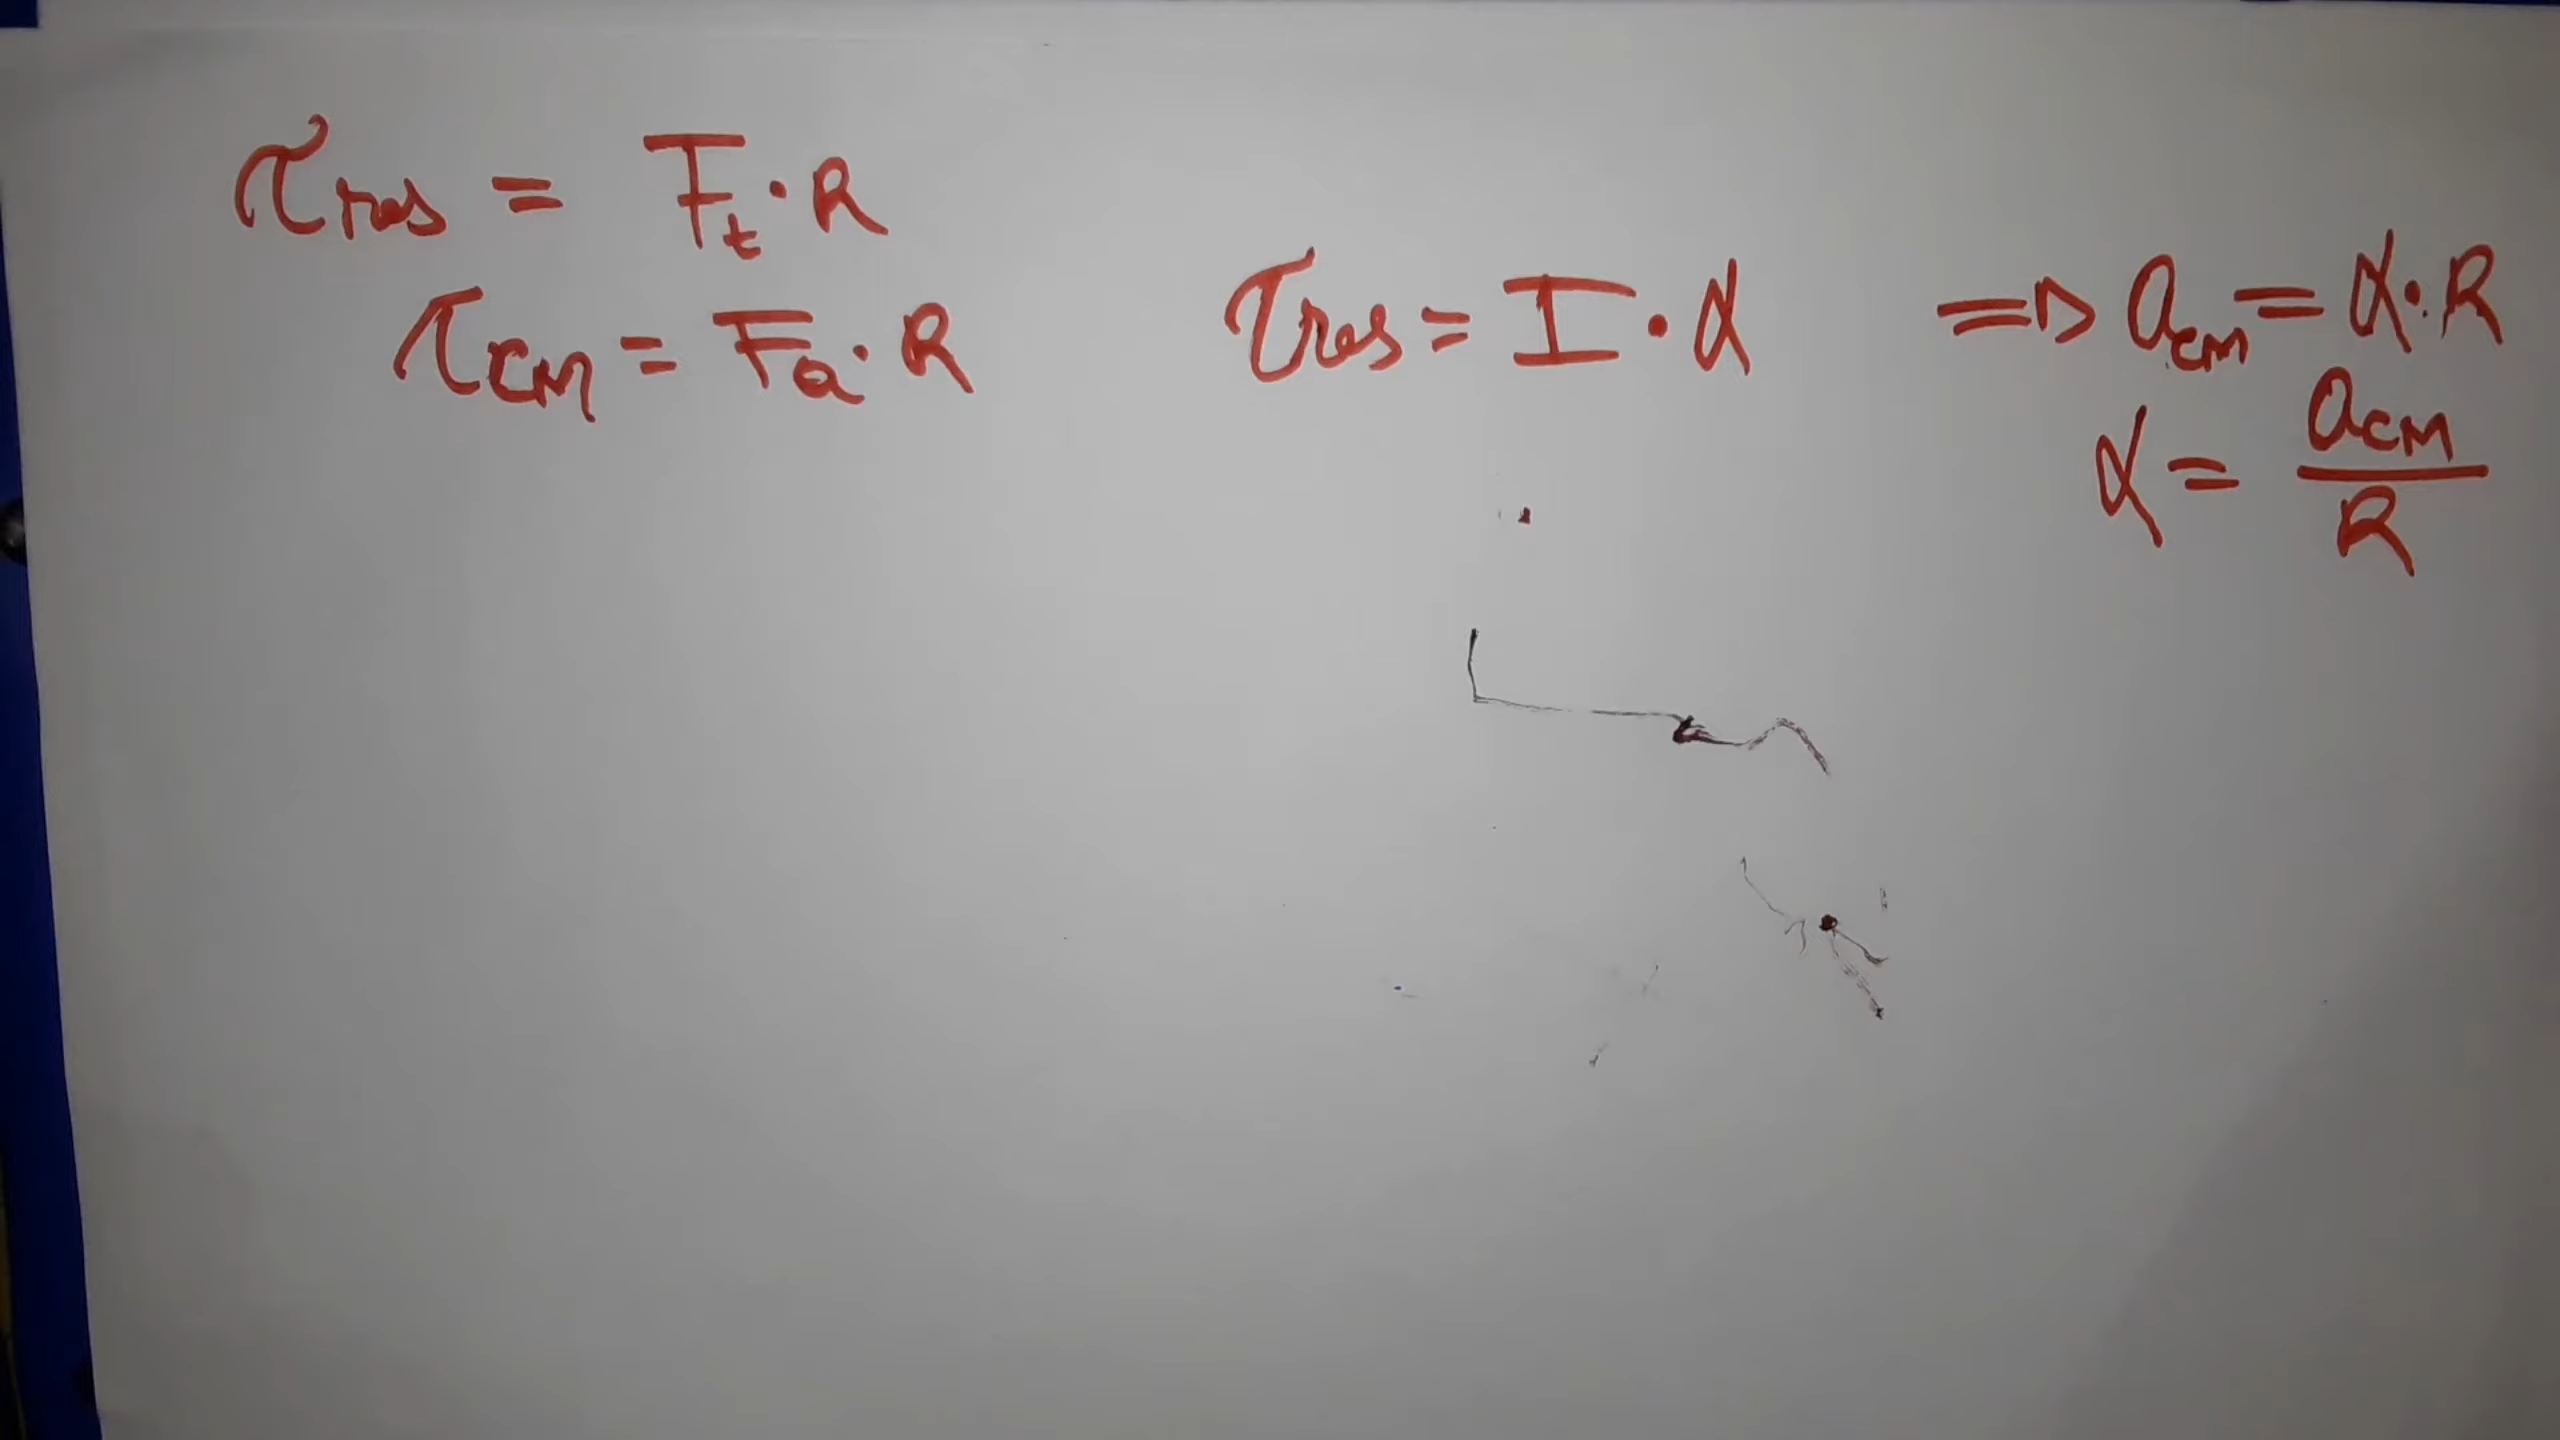 τres = Ft · R
τCM = Fa · R
τres = I · α ⇒ aCM = α · R
α = aCM / R